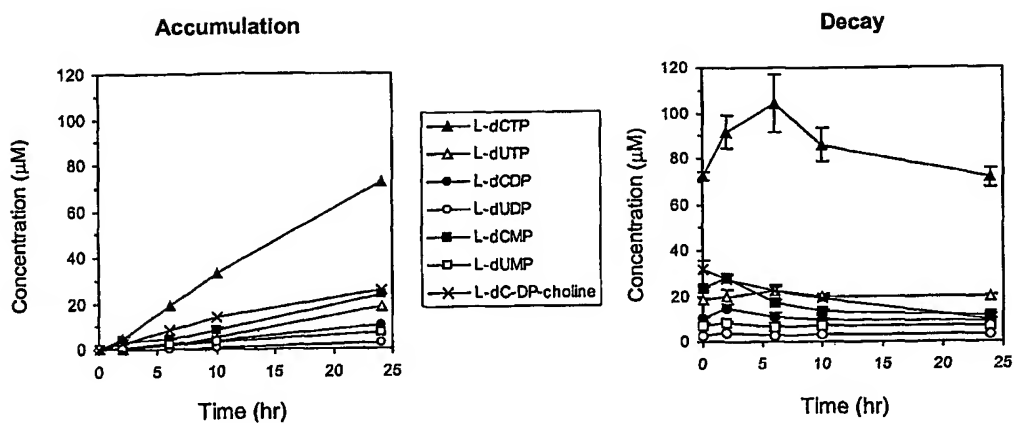 Accumulation
Concentration (µM)
120
100
80
60
40
20
0
0 5 10 15 20 25
Time (hr)
L-dCTP
L-dUTP
L-dCDP
L-dUDP
L-dCMP
L-dUMP
L-dC-DP-choline
Decay
Concentration (µM)
120
100
80
60
40
20
0
0 5 10 15 20 25
Time (hr)